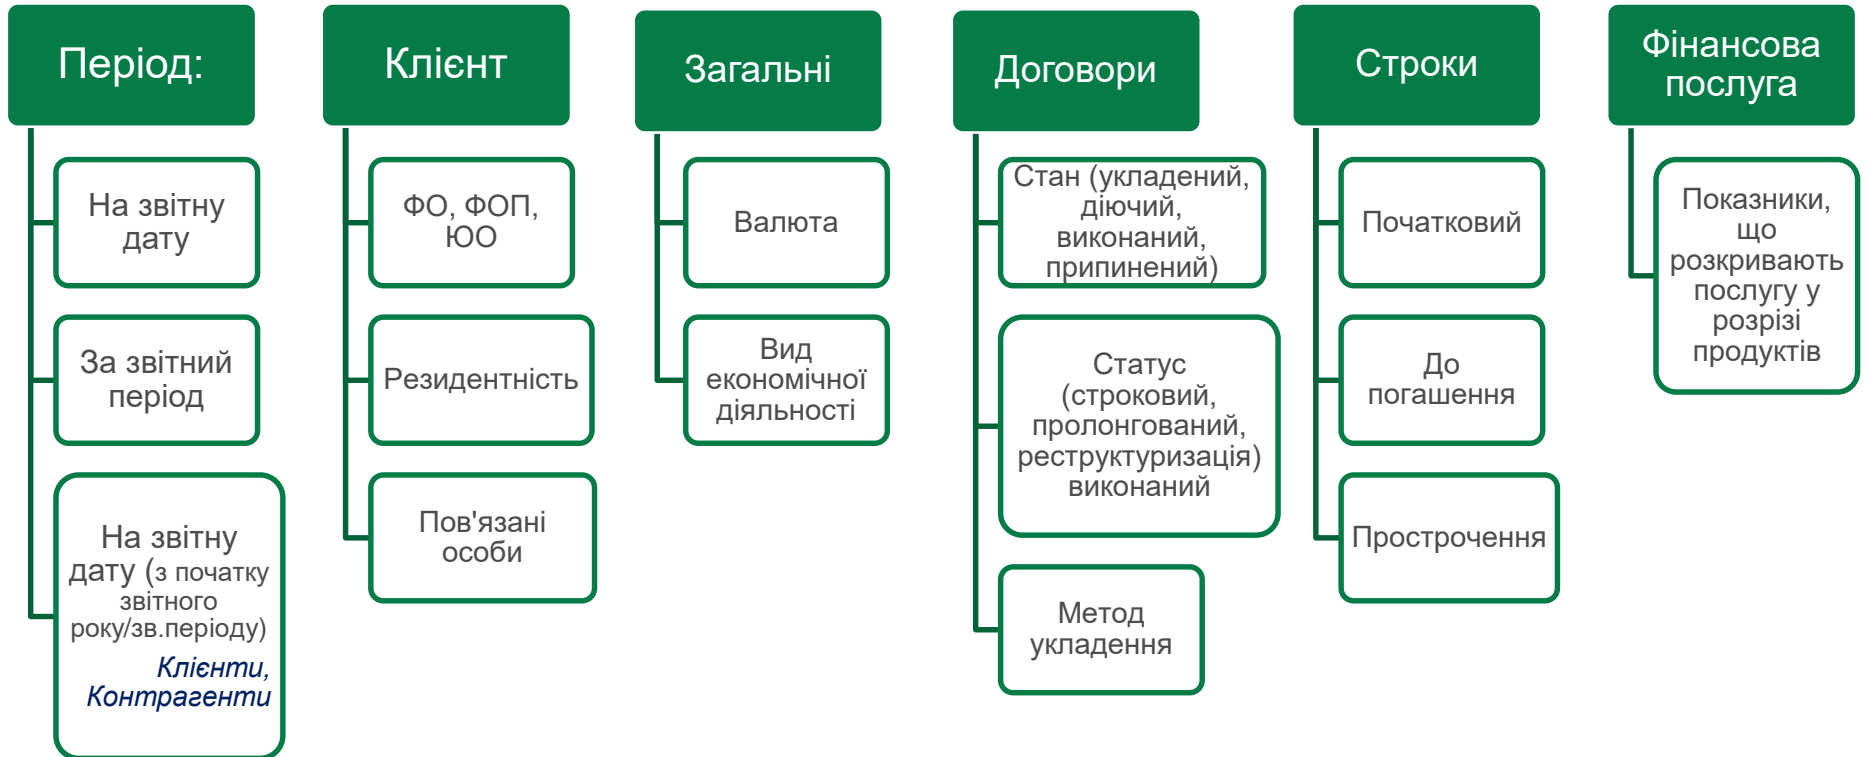 Період:
На звітну
дату
За звітний
період
На звітну
дату (з початку
звітного
року/зв.періоду)
Клієнти,
Контрагенти
Клієнт
ФО, ФОП,
ЮО
Резидентність
Пов'язані
особи
Загальні
Валюта
Вид
економічної
діяльності
Договори
Стан (укладений,
діючий,
виконаний,
припинений)
Статус
(строковий,
пролонгований,
реструктуризація)
виконаний
Метод
укладення
Строки
Початковий
До
погашення
Прострочення
Фінансова
послуга
Показники,
що
розкривають
послугу у
розрізі
продуктів